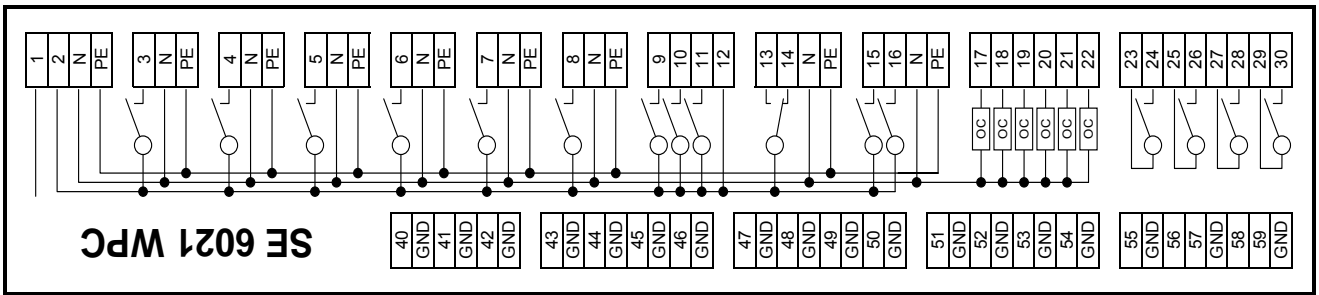 1 2 N PE 3 N PE 4 N PE 5 N PE 6 N PE 7 N PE 8 N PE 9 10 11 12 13 14 N PE 15 16 N PE 17 18 19 20 21 22 23 24 25 26 27 28 29 30
OC OC OC OC OC OC
SE 6021 WPC
40 GND 41 GND 42 GND 43 GND 44 GND 45 GND 46 GND 47 GND 48 GND 49 GND 50 GND 51 GND 52 GND 53 GND 54 GND 55 GND 56 57 GND 58 59 GND